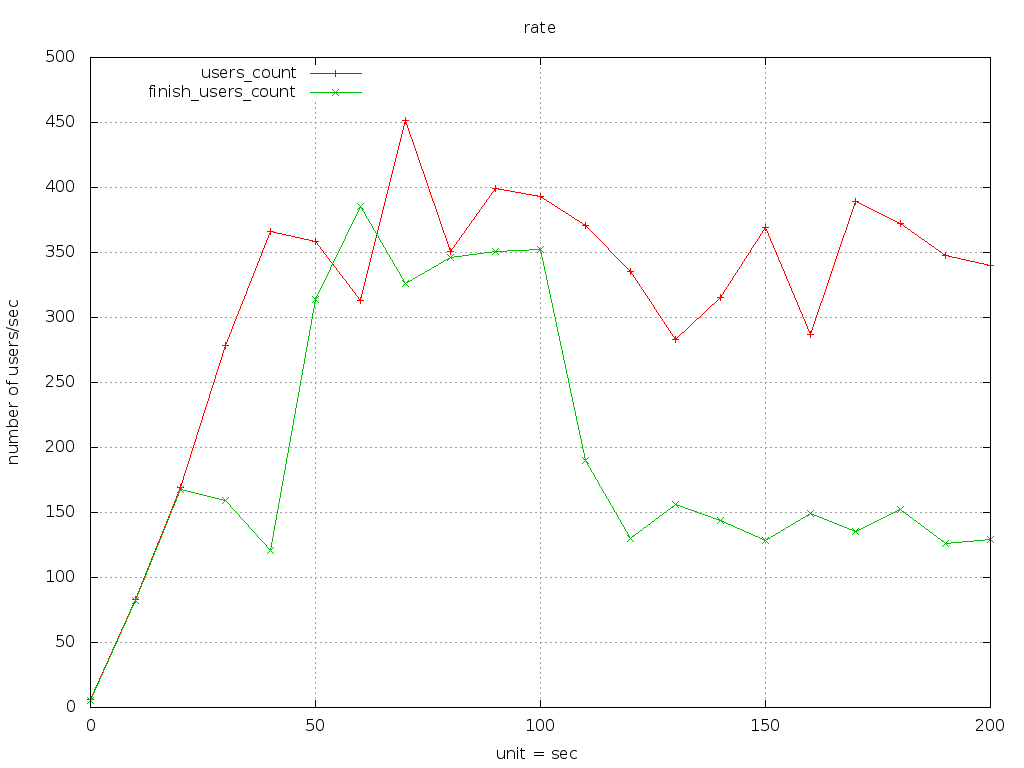 rate
500
450
400
350
300
250
200
150
100
50
0
users_count
finish_users_count
number of users/sec
0 50 100 150 200
unit = sec